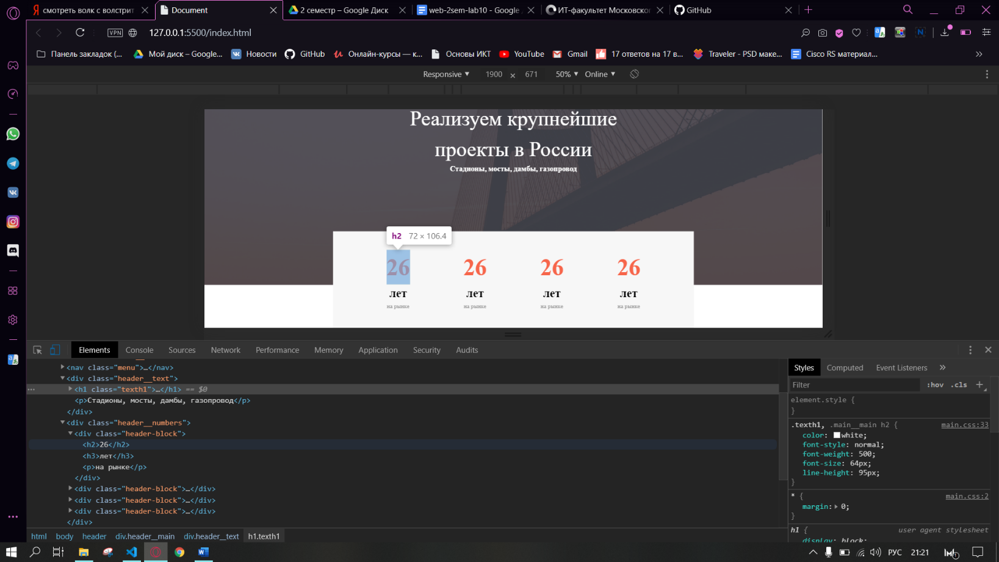 смотреть волк с волстрит
Document
2 семестр – Google Диск
web-2sem-lab10 - Google
ИТ-факультет Московско
GitHub
VPN
127.0.0.1:5500/index.html
Панель закладок (...
Мой диск – Google...
Новости
GitHub
Онлайн-курсы — к...
Основы ИКТ
YouTube
Gmail
17 ответов на 17 в...
Traveler - PSD маке...
Cisco RS материал...
»
Responsive ▼ 1900 × 671 50% ▼ Online ▼
Реализуем крупнейшие
проекты в России
Стадионы, мосты, дамбы, газопровод
h2 72 × 106.4
26 26 26 26
лет лет лет лет
на рынке на рынке на рынке на рынке
Elements Console Sources Network Performance Memory Application Security Audits
<nav class="menu">…</nav>
<div class="header__text">
<h1 class="texth1">…</h1> == $0
<p>Стадионы, мосты, дамбы, газопровод</p>
</div>
<div class="header__numbers">
<div class="header-block">
<h2>26</h2>
<h3>лет</h3>
<p>на рынке</p>
</div>
<div class="header-block">…</div>
<div class="header-block">…</div>
<div class="header-block">…</div>
</div>
html body header div.header__main div.header__text h1.texth1
Styles Computed Event Listeners »
Filter :hov .cls +
element.style {
}
.texth1, .main__main h2 { main.css:33
color: white;
font-style: normal;
font-weight: 500;
font-size: 64px;
line-height: 95px;
}
* { main.css:2
margin: 0;
}
h1 { user agent stylesheet
display: block;
РУС 21:21